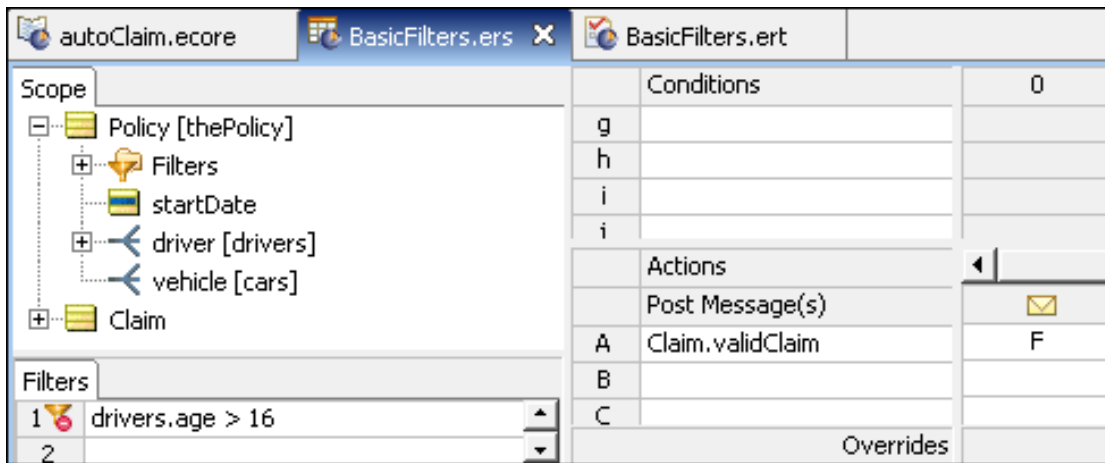 autoClaim.ecore BasicFilters.ers BasicFilters.ert
Scope
Policy [thePolicy]
Filters
startDate
driver [drivers]
vehicle [cars]
Claim
Filters
1 drivers.age > 16
2
Conditions 0
g
h
i
j
Actions
Post Message(s)
A Claim.validClaim F
B
C
Overrides